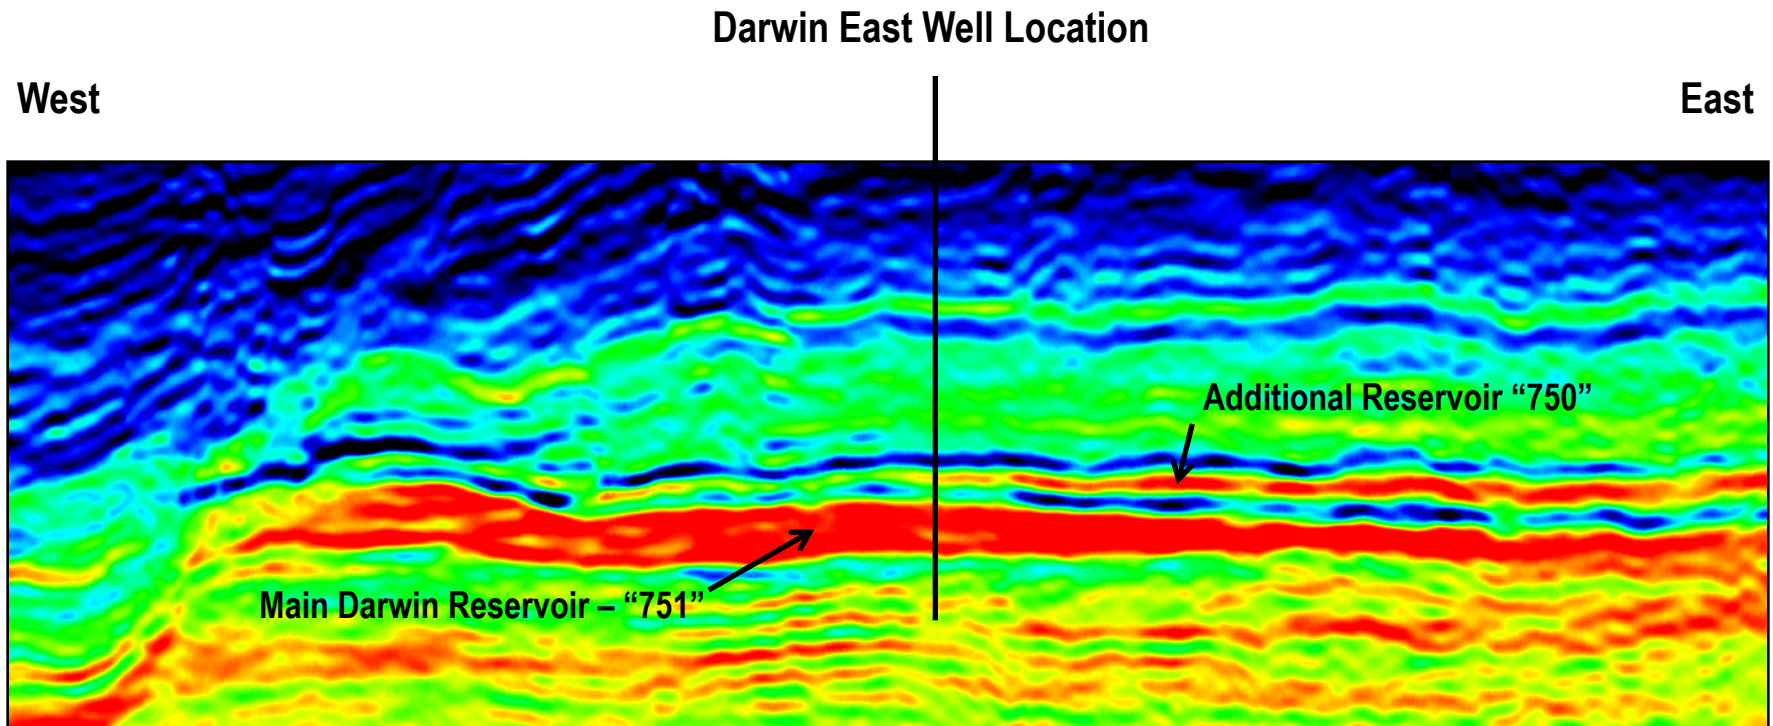 Darwin East Well Location
West
East
Additional Reservoir “750”
Main Darwin Reservoir – “751”